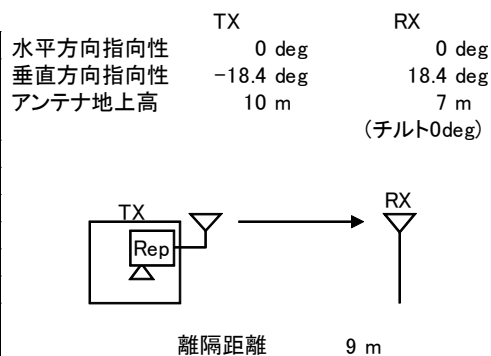 TX RX
水平方向指向性 0 deg 0 deg
垂直方向指向性 −18.4 deg 18.4 deg
アンテナ地上高 10 m 7 m
(チルト0deg)
TX
RX
Rep
離隔距離 9 m